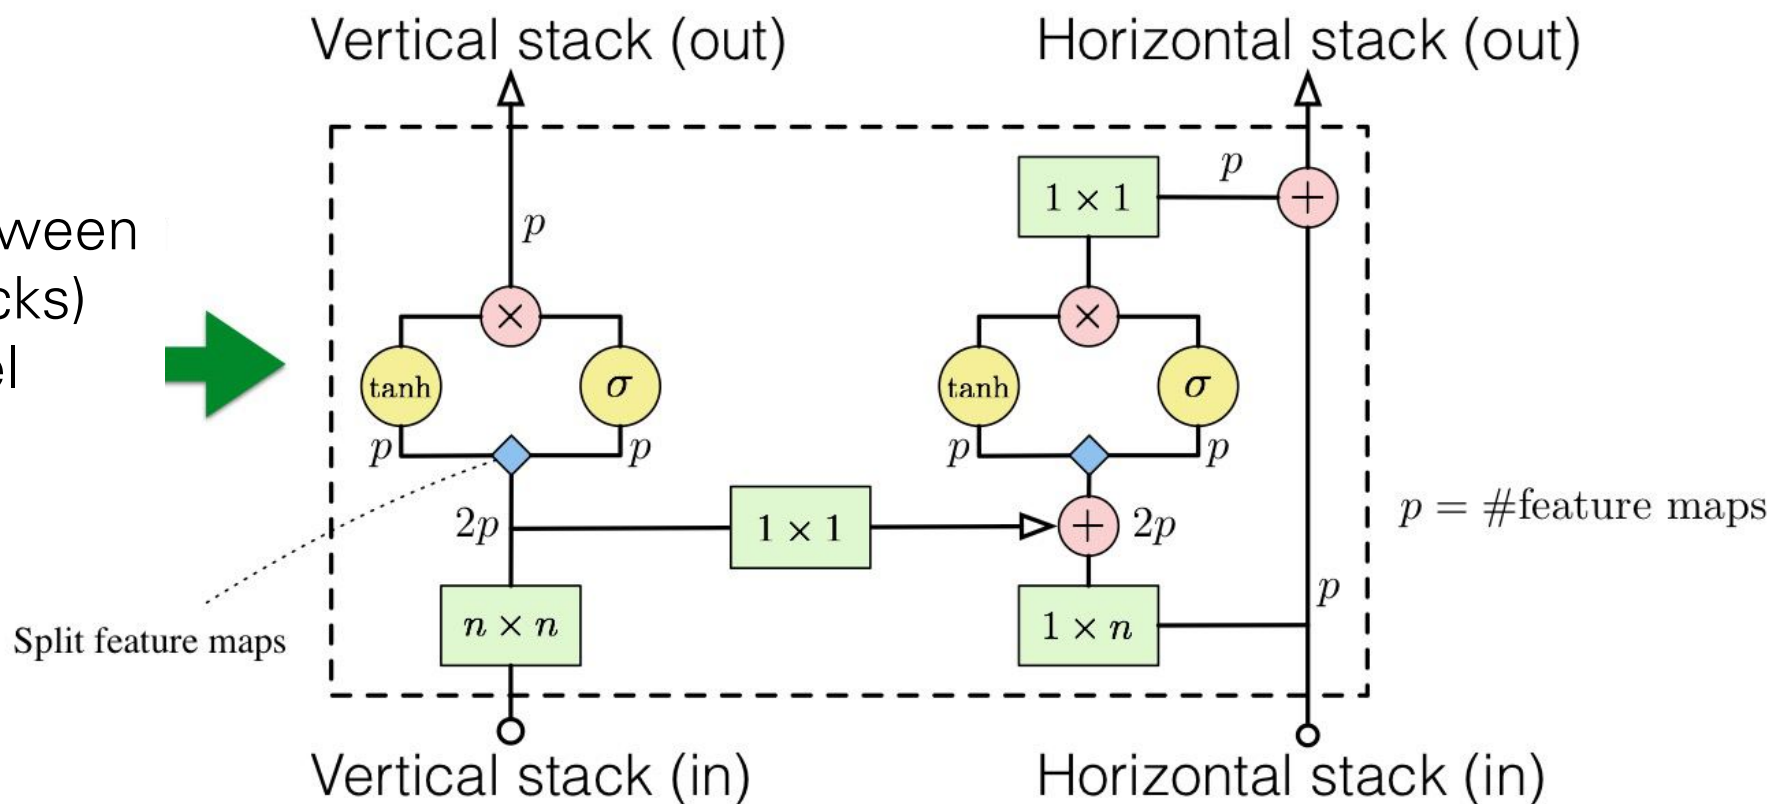 Vertical stack (out)
Horizontal stack (out)
p
1 × 1
+
ween
cks)
el
p
×
×
tanh
σ
tanh
σ
p
p
p
p
2p
1 × 1
+
2p
p = #feature maps
p
n × n
1 × n
Split feature maps
Vertical stack (in)
Horizontal stack (in)